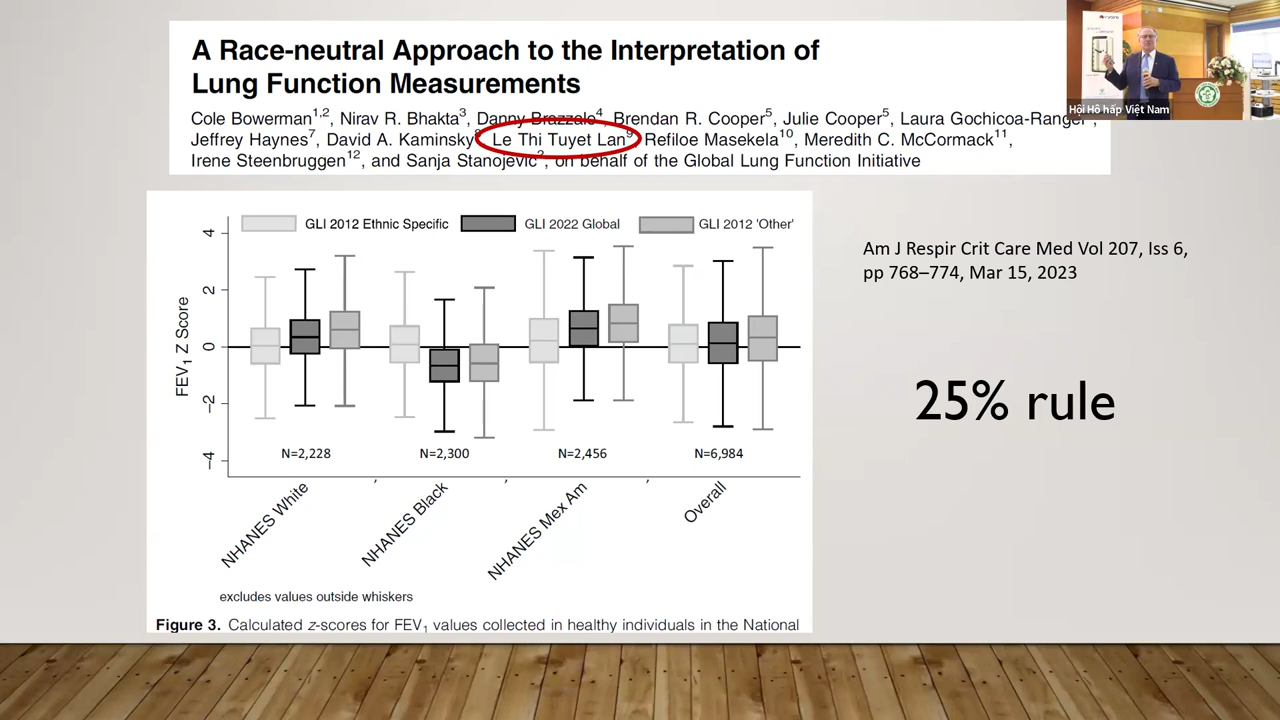 A Race-neutral Approach to the Interpretation of
Lung Function Measurements
Cole Bowerman1,2, Nirav R. Bhakta3, Danny Brazzale4, Brendan R. Cooper5, Julie Cooper5, Laura Gochicoa-Rangel
Jeffrey Haynes7, David A. Kaminsky Le Thi Tuyet Lan9, Refiloe Masekela10, Meredith C. McCormack11,
Irene Steenbruggen12, and Sanja Stanojevic2, on behalf of the Global Lung Function Initiative
Hội Hô hấp Việt Nam
GLI 2012 Ethnic Specific GLI 2022 Global GLI 2012 'Other'
FEV1 Z Score
4
2
0
−2
−4
N=2,228 N=2,300 N=2,456 N=6,984
NHANES White
NHANES Black
NHANES Mex Am
Overall
excludes values outside whiskers
Figure 3. Calculated z-scores for FEV1 values collected in healthy individuals in the National
Am J Respir Crit Care Med Vol 207, Iss 6,
pp 768–774, Mar 15, 2023
25% rule